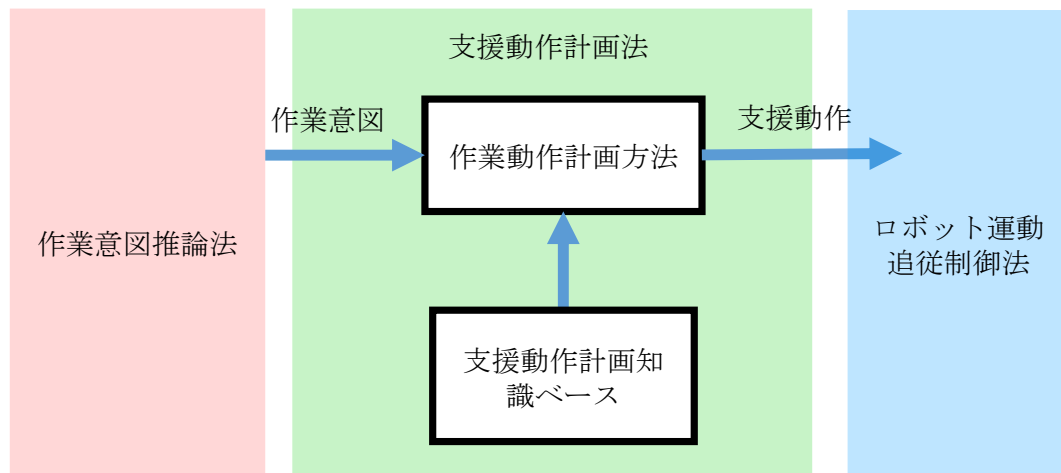 支援動作計画法
作業意図
支援動作
作業動作計画方法
作業意図推論法
ロボット運動
追従制御法
支援動作計画知
識ベース